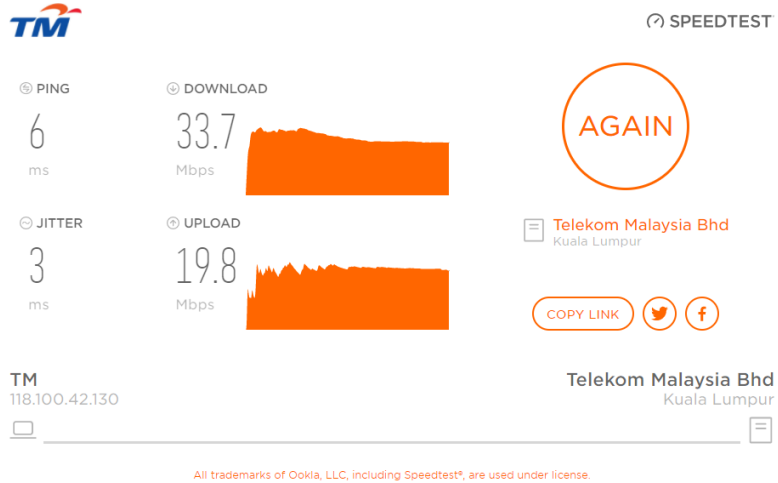 TM
SPEEDTEST
PING
DOWNLOAD
6
33.7
ms
Mbps
AGAIN
JITTER
UPLOAD
3
19.8
ms
Mbps
Telekom Malaysia Bhd
Kuala Lumpur
COPY LINK
TM
Telekom Malaysia Bhd
118.100.42.130
Kuala Lumpur
All trademarks of Ookla, LLC, including Speedtest®, are used under license.